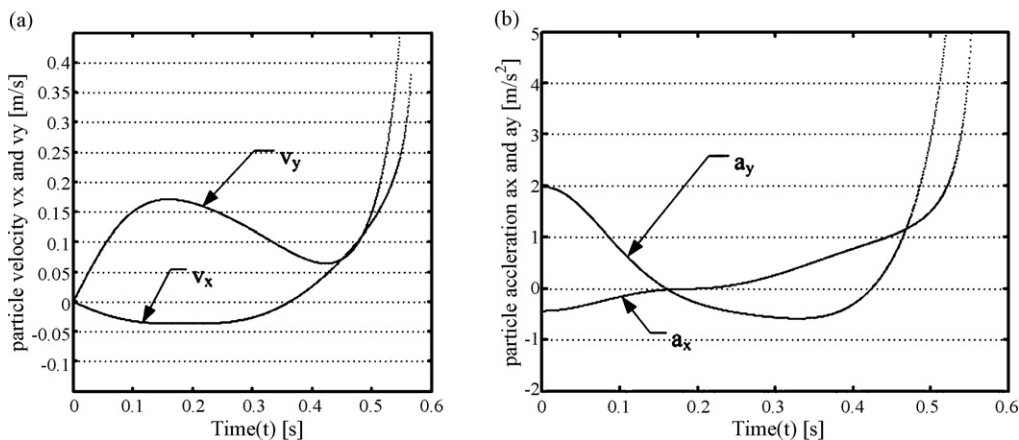 (a)
particle velocity vx and vy [m/s]
0.4
0.35
0.3
0.25
0.2
0.15
0.1
0.05
0
-0.05
-0.1
vy
vx
0 0.1 0.2 0.3 0.4 0.5 0.6
Time(t) [s]
(b)
particle accleration ax and ay [m/s²]
5
4
3
2
1
0
-1
-2
ay
ax
0 0.1 0.2 0.3 0.4 0.5 0.6
Time(t) [s]